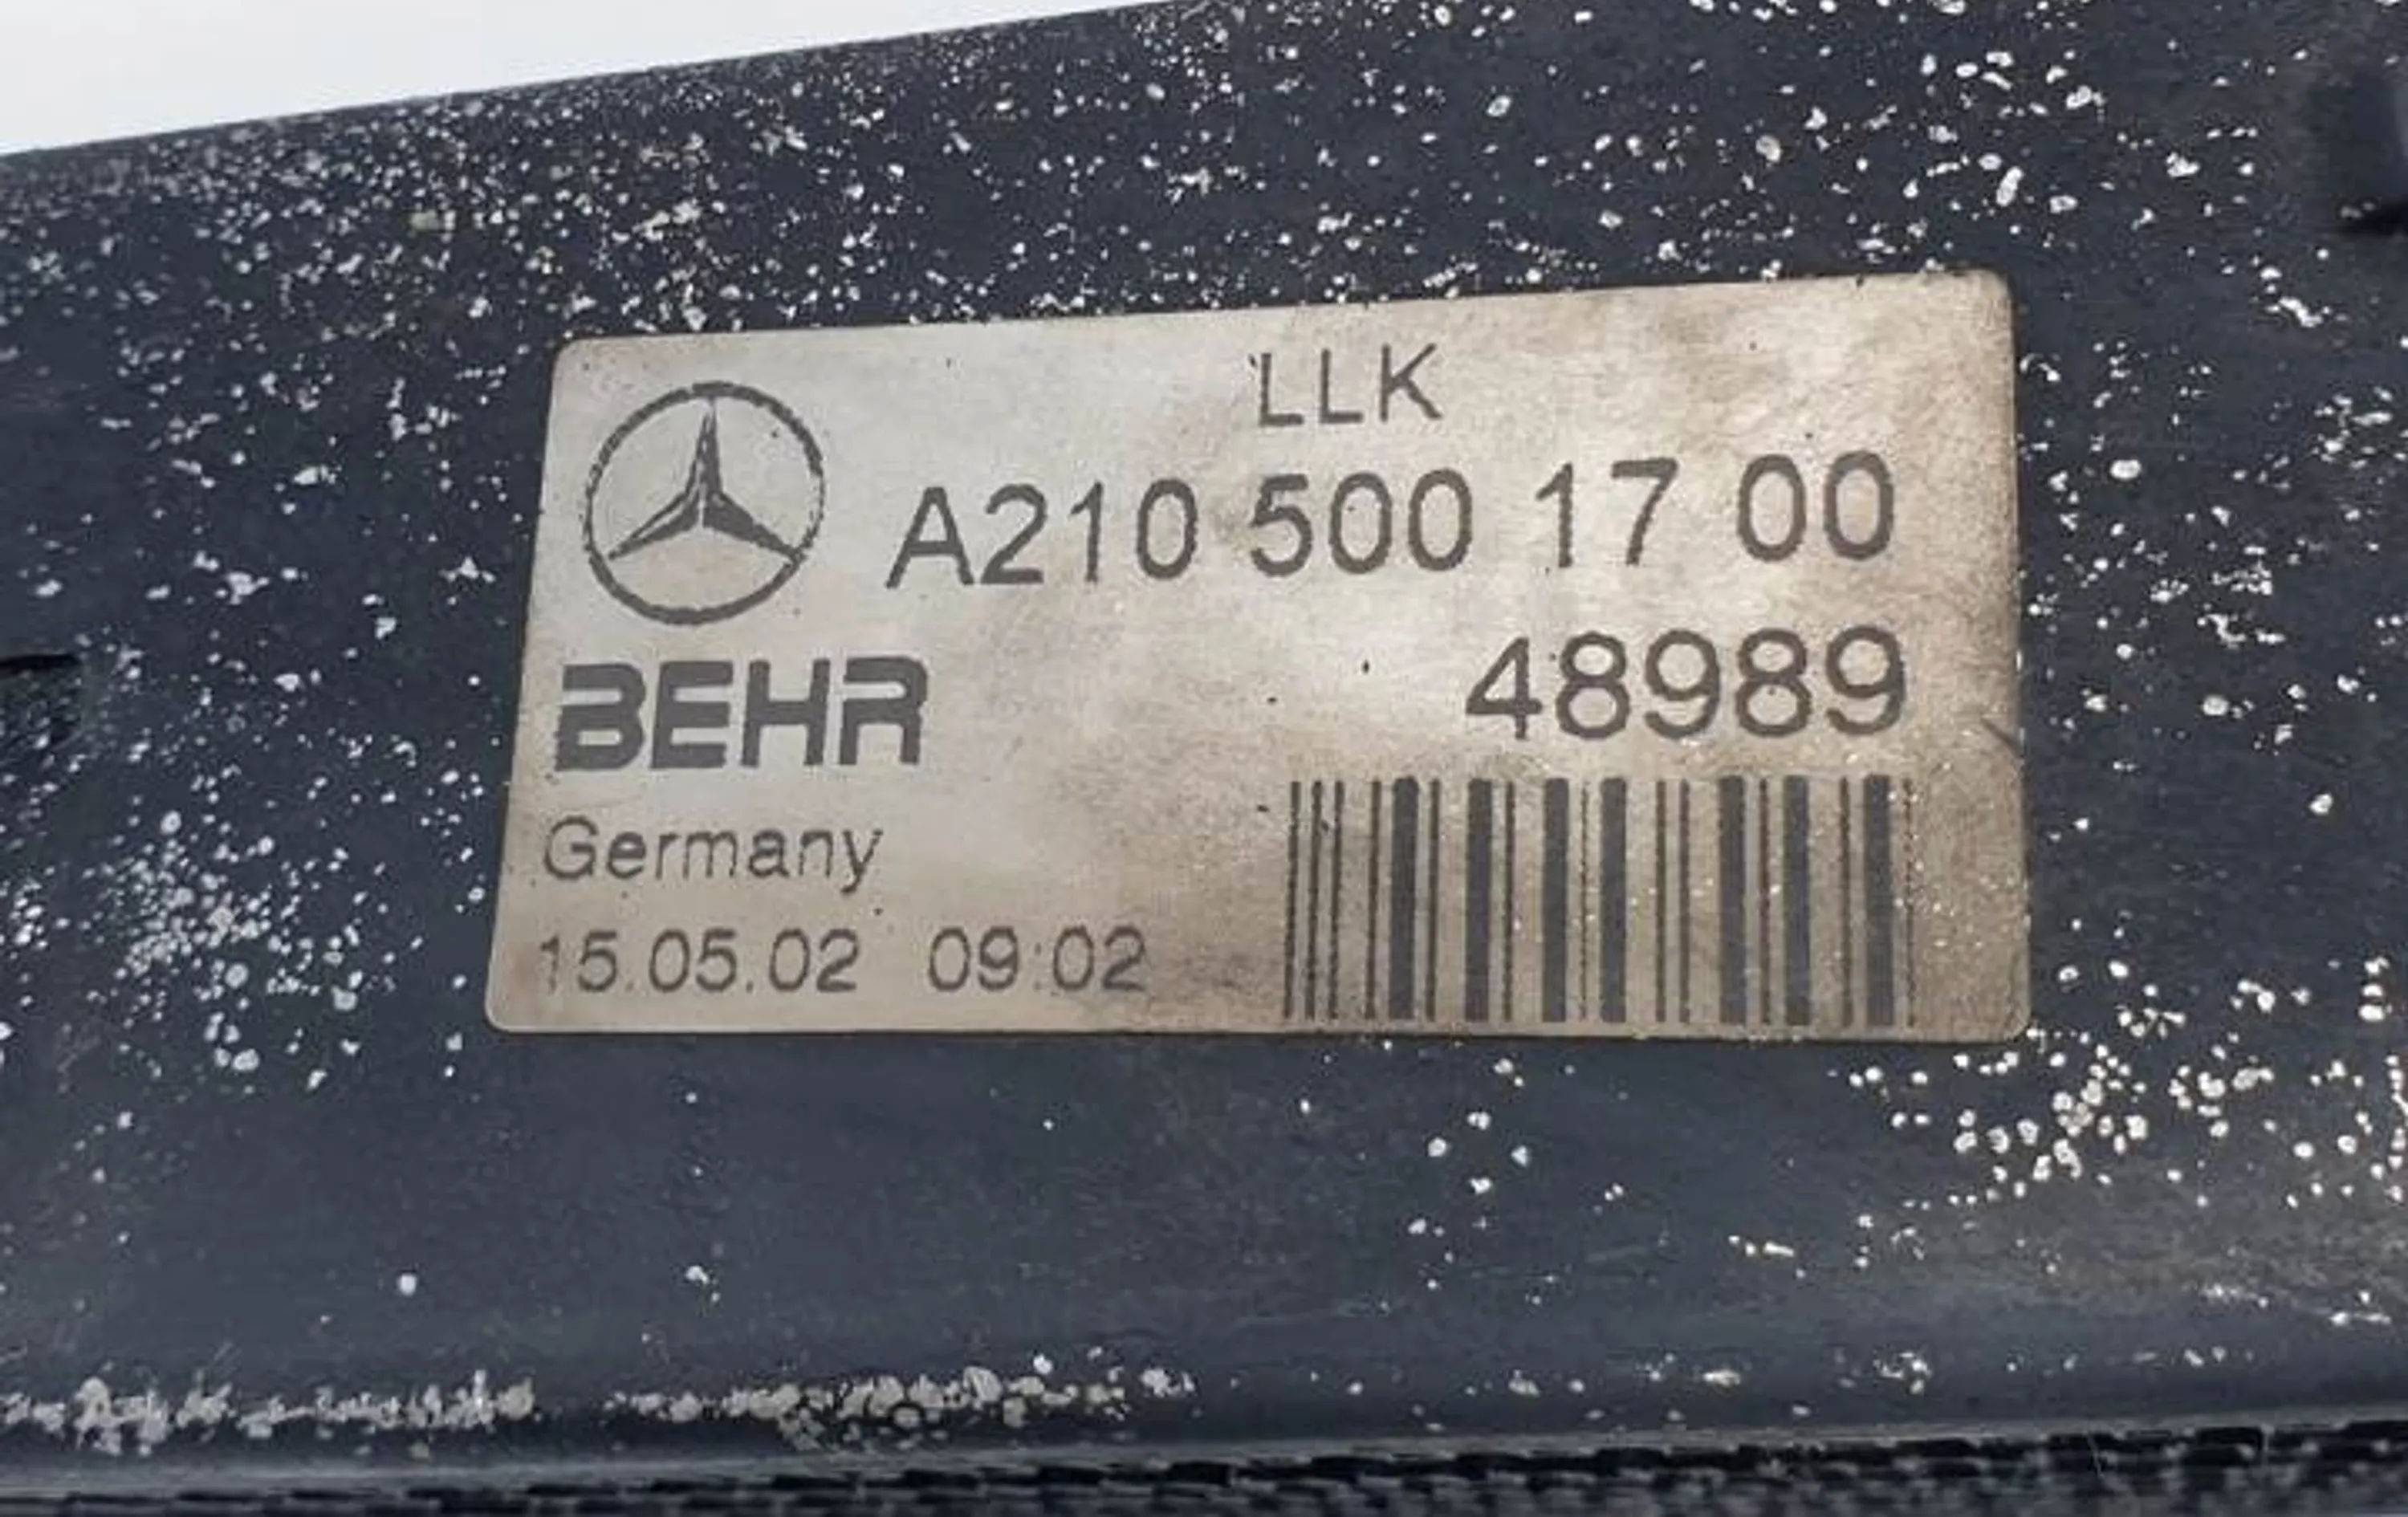 LLK
A210 500 17 00
48989
BEHR
Germany
15.05.02 09:02